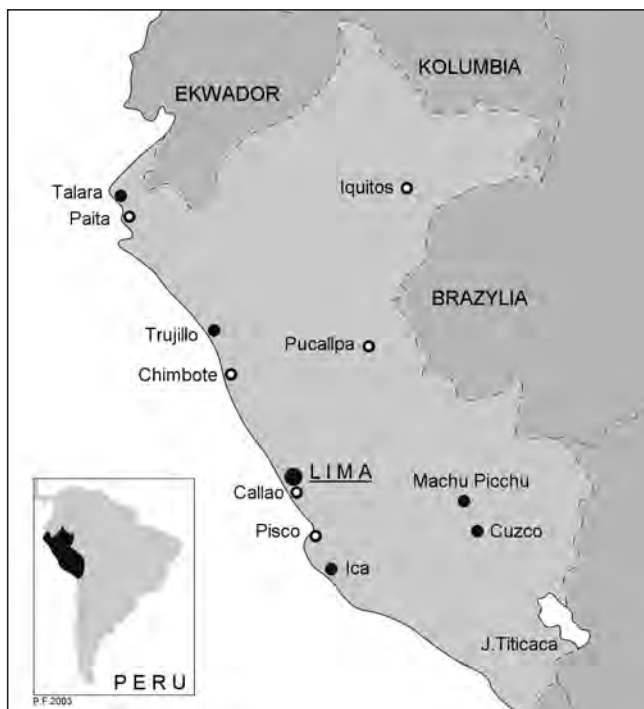 KOLUMBIA
EKWADOR
Talara
Iquitos
Paita
BRAZYLIA
Trujillo
Pucallpa
Chimbote
LIMA
Machu Picchu
Callao
Pisco
Cuzco
Ica
J.Titicaca
PERU
P.F.2003